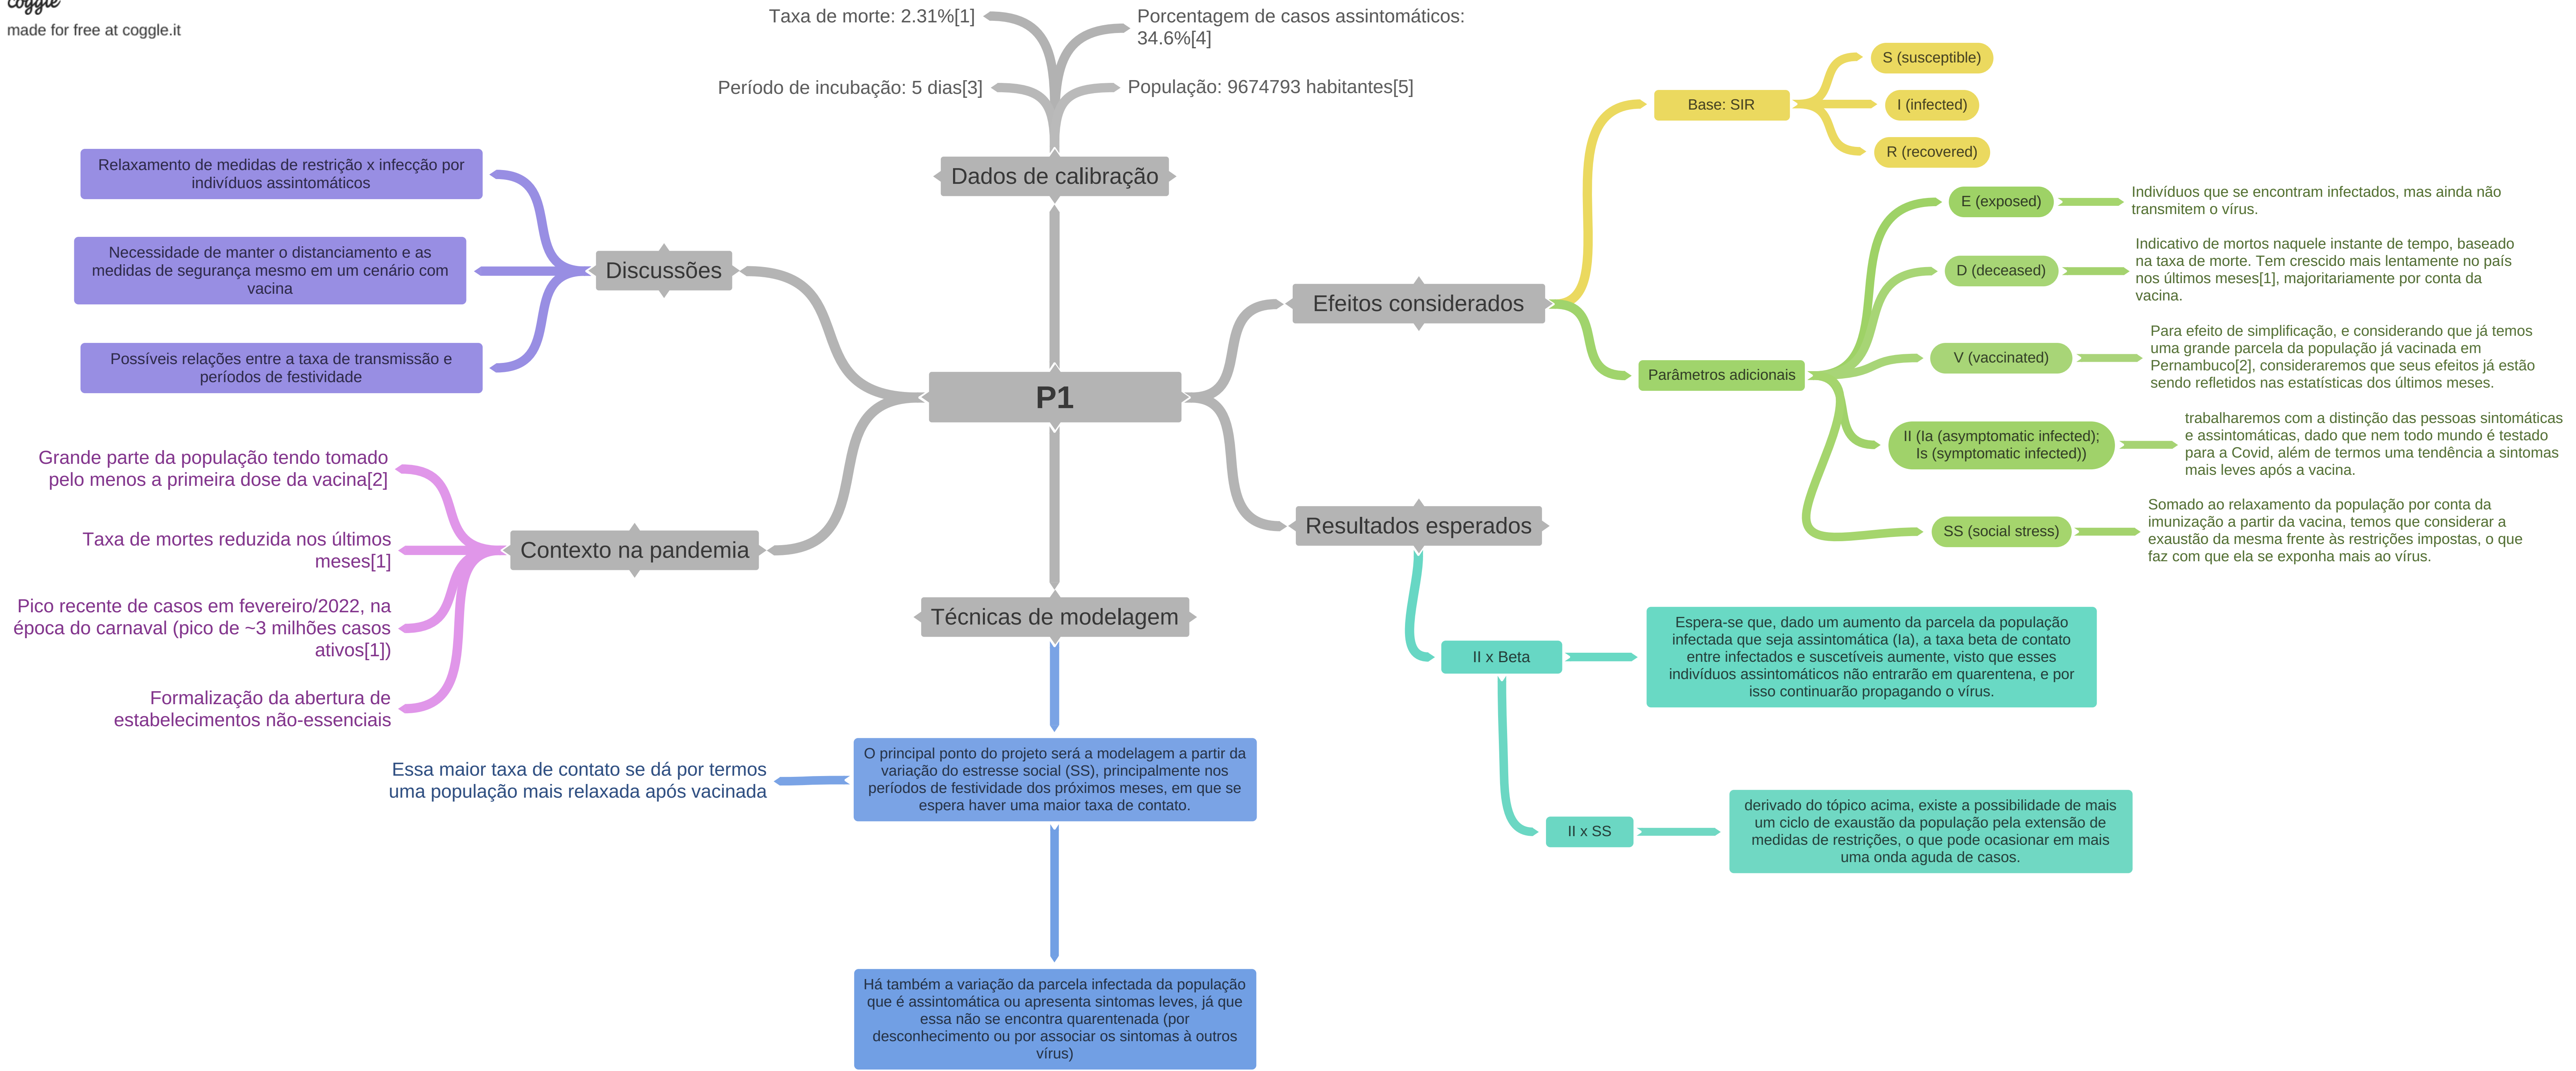 coggle
made for free at coggle.it
Taxa de morte: 2.31%[1]
Porcentagem de casos assintomáticos:
34.6%[4]
Período de incubação: 5 dias[3]
População: 9674793 habitantes[5]
Dados de calibração
Relaxamento de medidas de restrição x infecção por
indivíduos assintomáticos
Necessidade de manter o distanciamento e as
medidas de segurança mesmo em um cenário com
vacina
Possíveis relações entre a taxa de transmissão e
períodos de festividade
Discussões
P1
Contexto na pandemia
Grande parte da população tendo tomado
pelo menos a primeira dose da vacina[2]
Taxa de mortes reduzida nos últimos
meses[1]
Pico recente de casos em fevereiro/2022, na
época do carnaval (pico de ~3 milhões casos
ativos[1])
Formalização da abertura de
estabelecimentos não-essenciais
Técnicas de modelagem
O principal ponto do projeto será a modelagem a partir da
variação do estresse social (SS), principalmente nos
períodos de festividade dos próximos meses, em que se
espera haver uma maior taxa de contato.
Essa maior taxa de contato se dá por termos
uma população mais relaxada após vacinada
Há também a variação da parcela infectada da população
que é assintomática ou apresenta sintomas leves, já que
essa não se encontra quarentenada (por
desconhecimento ou por associar os sintomas à outros
vírus)
Efeitos considerados
Base: SIR
S (susceptible)
I (infected)
R (recovered)
Parâmetros adicionais
E (exposed)
Indivíduos que se encontram infectados, mas ainda não
transmitem o vírus.
D (deceased)
Indicativo de mortos naquele instante de tempo, baseado
na taxa de morte. Tem crescido mais lentamente no país
nos últimos meses[1], majoritariamente por conta da
vacina.
V (vaccinated)
Para efeito de simplificação, e considerando que já temos
uma grande parcela da população já vacinada em
Pernambuco[2], consideraremos que seus efeitos já estão
sendo refletidos nas estatísticas dos últimos meses.
II (Ia (asymptomatic infected);
Is (symptomatic infected))
trabalharemos com a distinção das pessoas sintomáticas
e assintomáticas, dado que nem todo mundo é testado
para a Covid, além de termos uma tendência a sintomas
mais leves após a vacina.
SS (social stress)
Somado ao relaxamento da população por conta da
imunização a partir da vacina, temos que considerar a
exaustão da mesma frente às restrições impostas, o que
faz com que ela se exponha mais ao vírus.
Resultados esperados
II x Beta
Espera-se que, dado um aumento da parcela da população
infectada que seja assintomática (Ia), a taxa beta de contato
entre infectados e suscetíveis aumente, visto que esses
indivíduos assintomáticos não entrarão em quarentena, e por
isso continuarão propagando o vírus.
II x SS
derivado do tópico acima, existe a possibilidade de mais
um ciclo de exaustão da população pela extensão de
medidas de restrições, o que pode ocasionar em mais
uma onda aguda de casos.